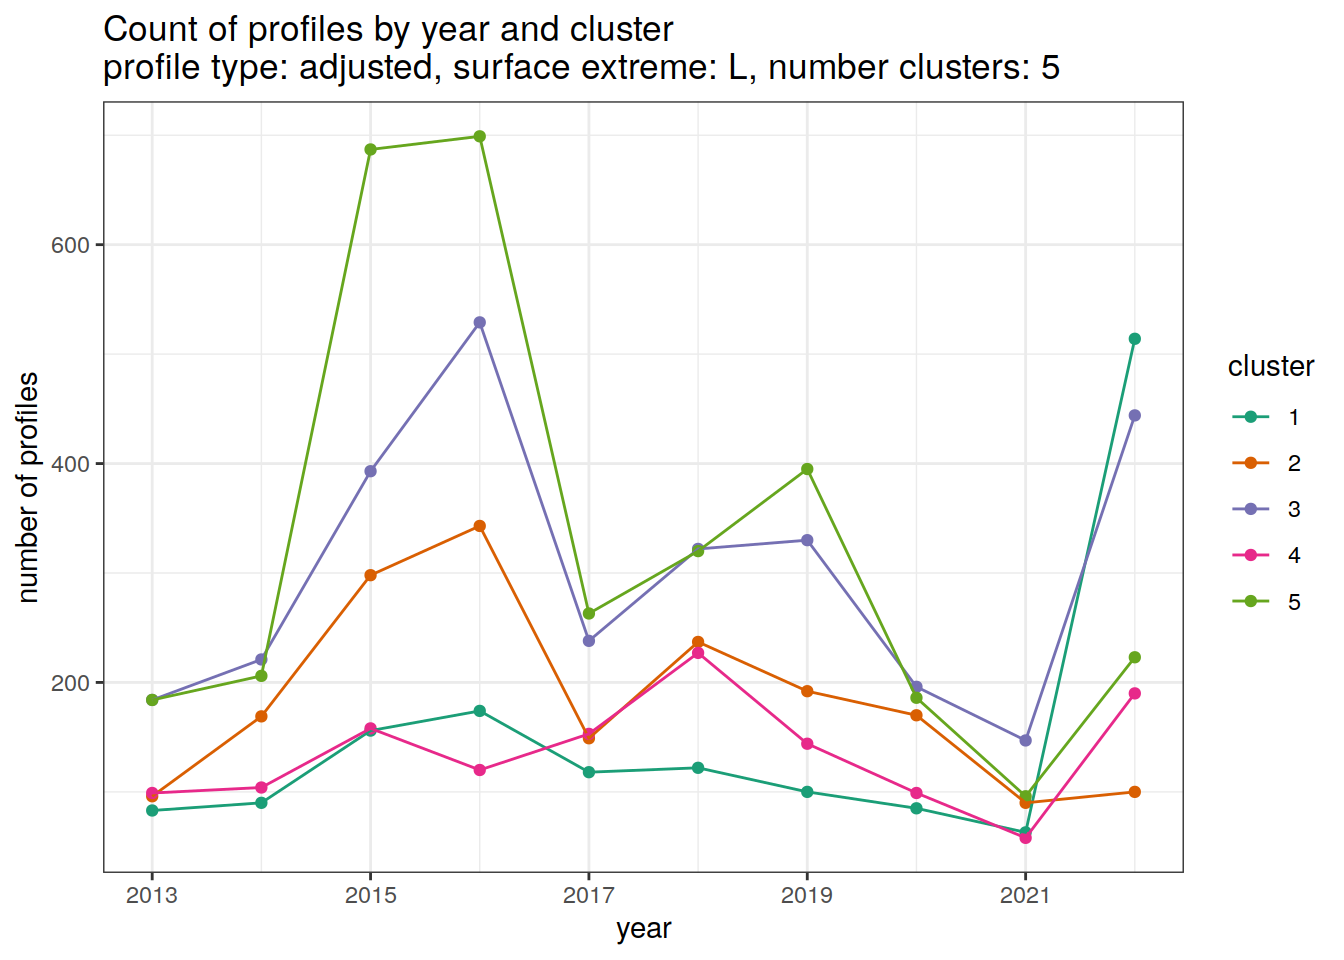 Count of profiles by year and cluster
profile type: adjusted, surface extreme: L, number clusters: 5
number of profiles
600
400
200
2013 2015 2017 2019 2021
year
cluster
1
2
3
4
5